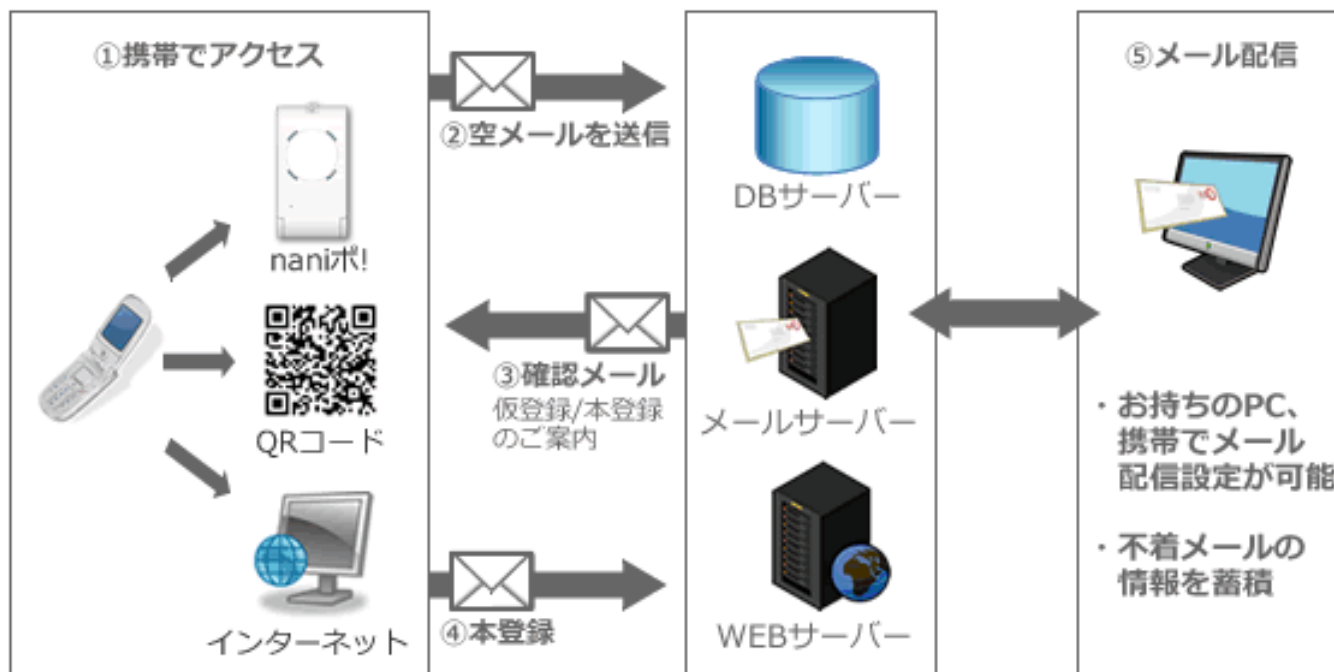 ①携帯でアクセス
naniポ!
QRコード
インターネット
②空メールを送信
③確認メール
仮登録/本登録
のご案内
④本登録
DBサーバー
メールサーバー
WEBサーバー
⑤メール配信
・お持ちのPC、
携帯でメール
配信設定が可能
・不着メールの
情報を蓄積